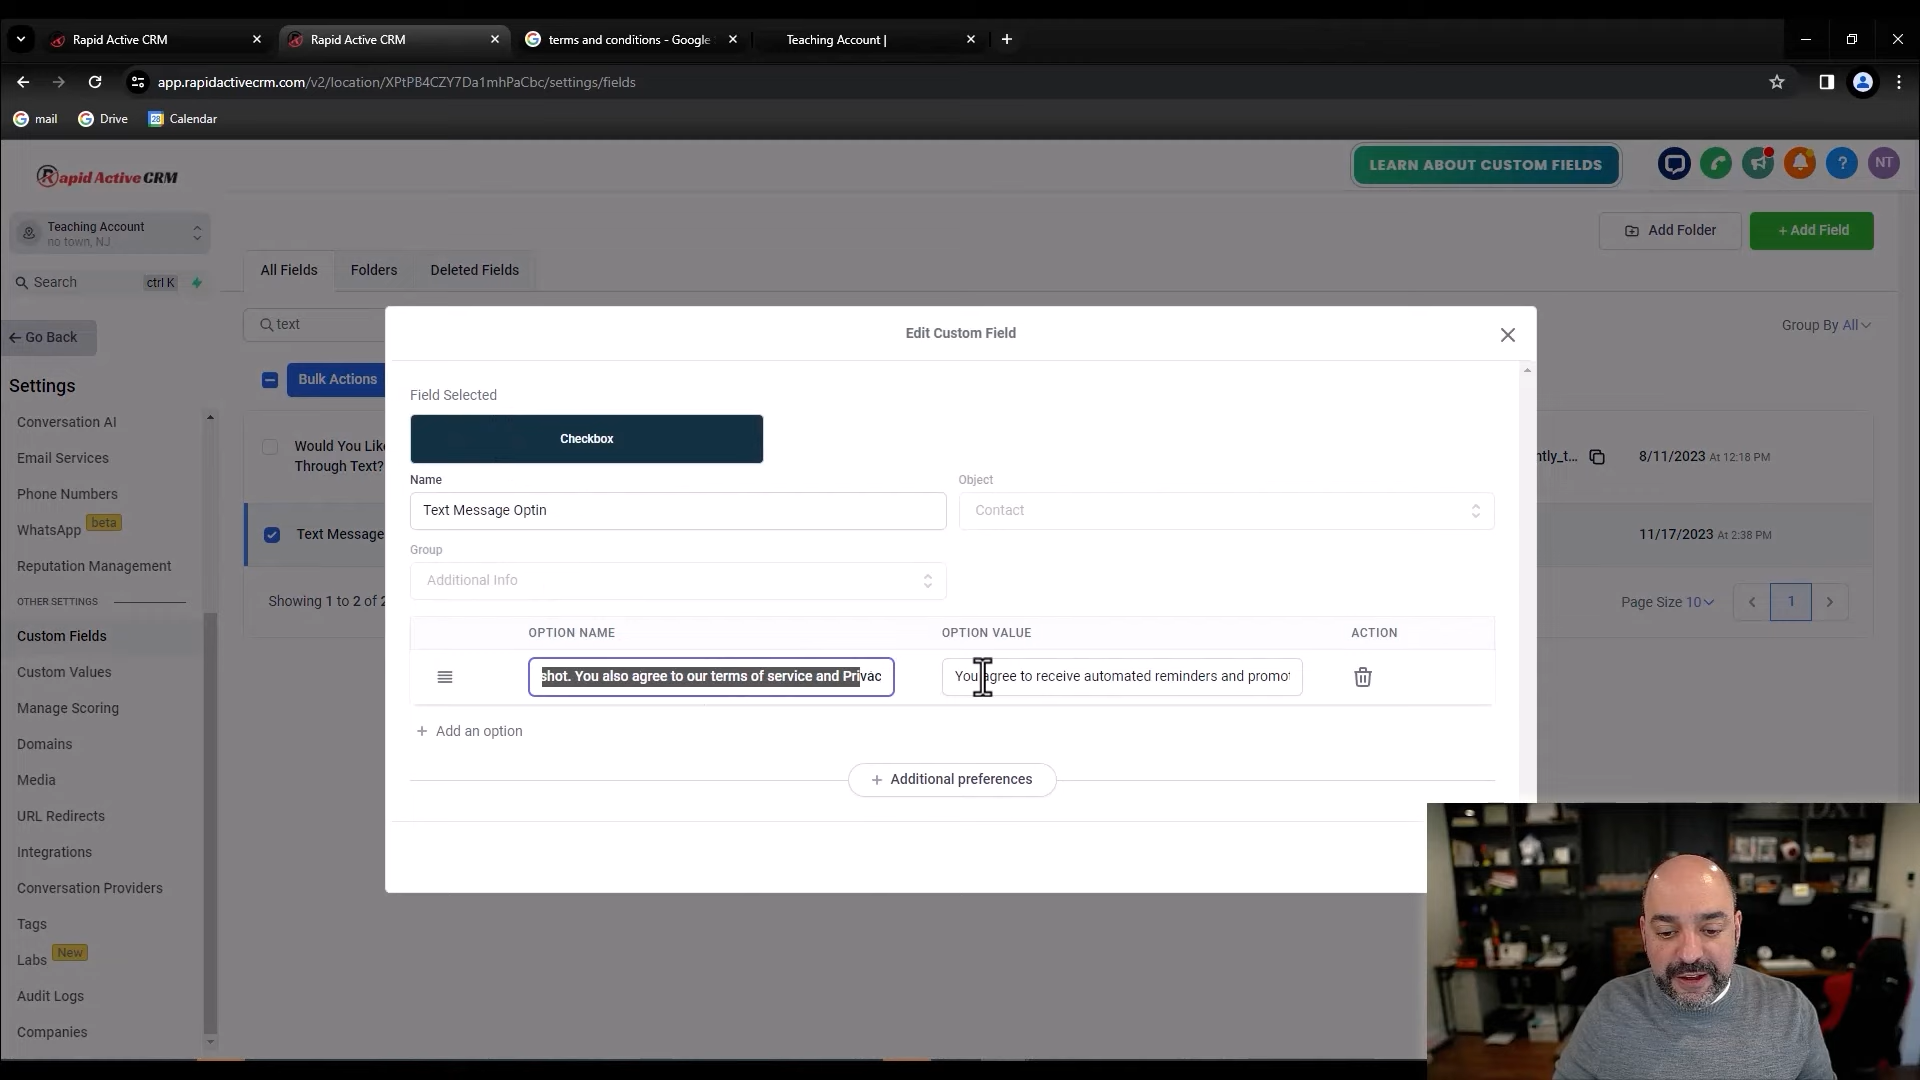 Rapid Active CRM
Rapid Active CRM
terms and conditions - Google
Teaching Account |
app.rapidactivecrm.com/v2/location/XPtPB4CZY7Da1mhPaCbc/settings/fields
mail
Drive
28
Calendar
Rapid Active CRM
LEARN ABOUT CUSTOM FIELDS
?
NT
Teaching Account
no town, NJ
Add Folder
+ Add Field
Search
ctrl K
All Fields
Folders
Deleted Fields
text
Group By All
Go Back
Edit Custom Field
Settings
Bulk Actions
Field Selected
Checkbox
Conversation AI
Would You Like
Through Text?
ntly_t...
8/11/2023 At 12:18 PM
Email Services
Name
Object
Phone Numbers
Text Message Optin
Contact
WhatsApp
beta
Text Message
11/17/2023 At 2:38 PM
Group
Reputation Management
Additional Info
OTHER SETTINGS
Showing 1 to 2 of 2
Page Size 10
1
Custom Fields
OPTION NAME
OPTION VALUE
ACTION
Custom Values
shot. You also agree to our terms of service and Privac
You agree to receive automated reminders and promot
Manage Scoring
+ Add an option
Domains
Media
+ Additional preferences
URL Redirects
Integrations
Conversation Providers
Tags
Labs
New
Audit Logs
Companies